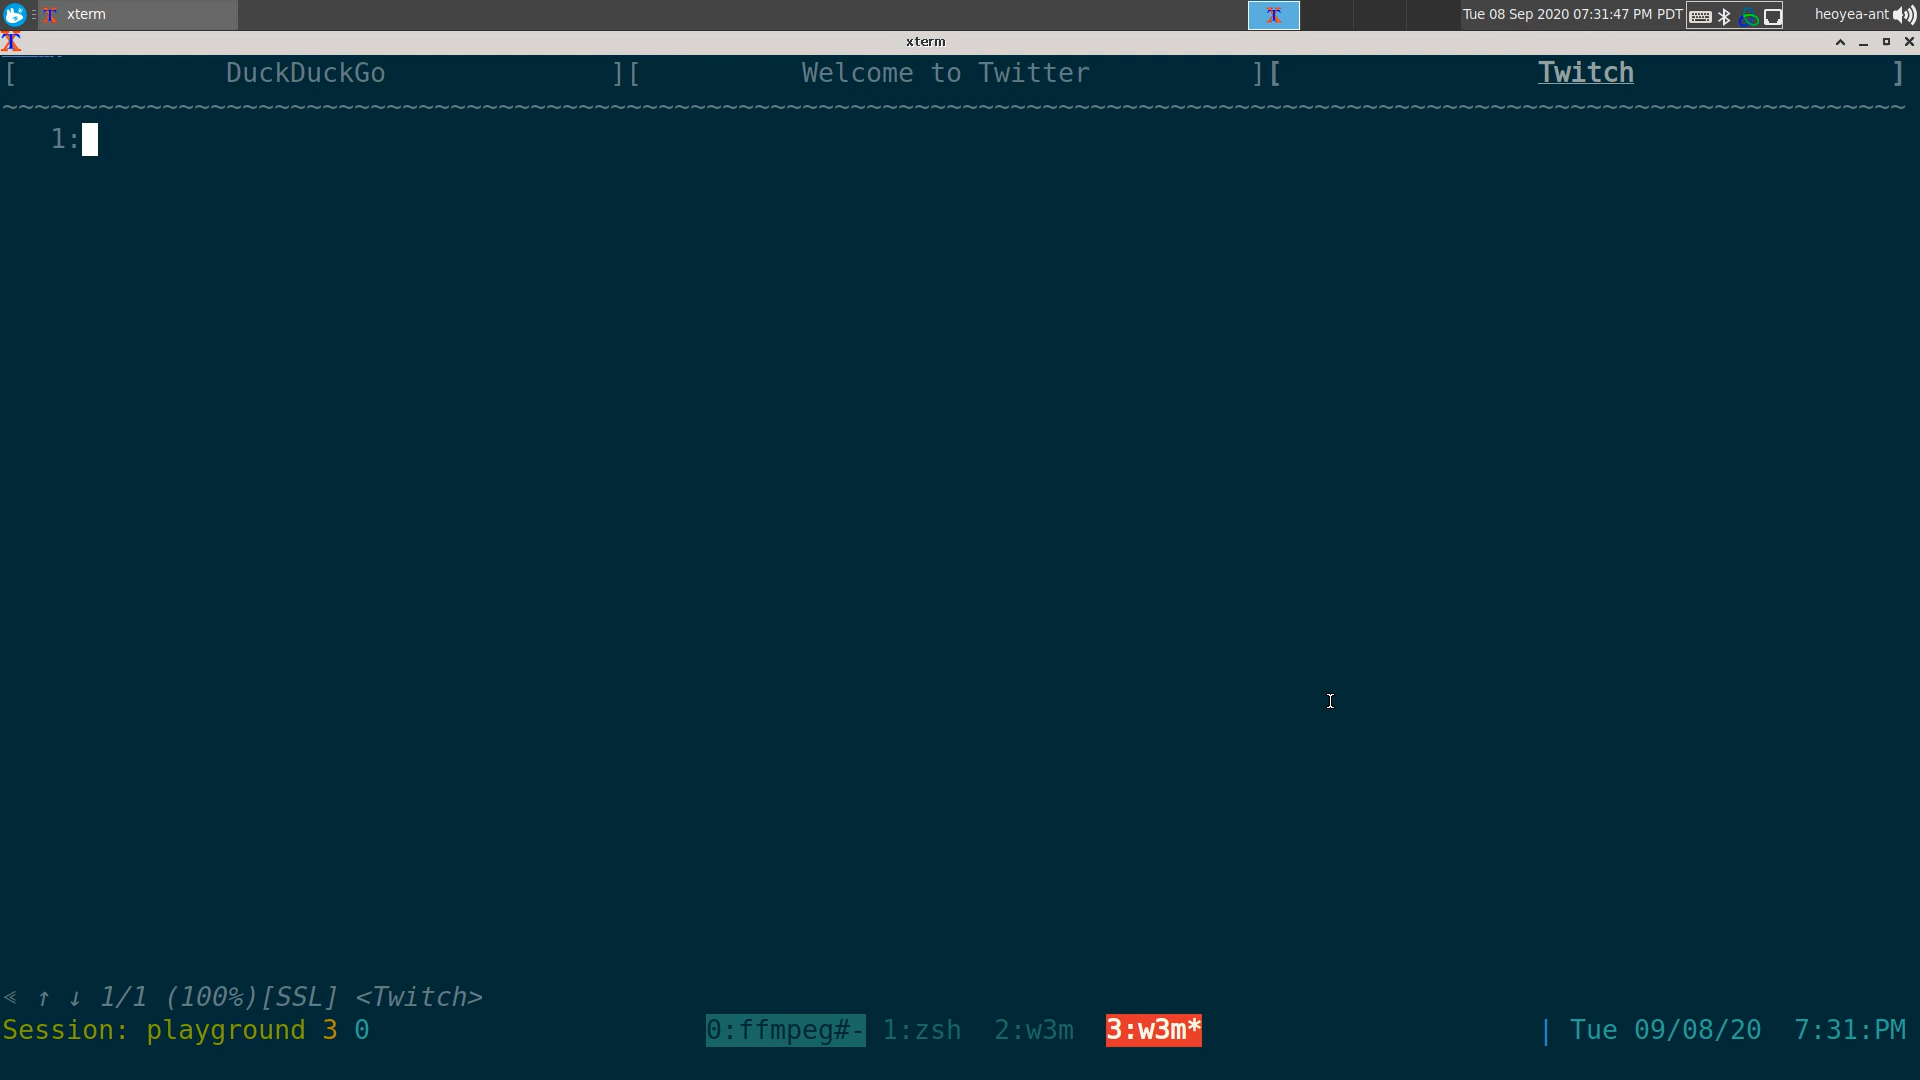 xterm
Tue 08 Sep 2020 07:31:47 PM PDT
heoyea-ant
xterm
[ DuckDuckGo ][ Welcome to Twitter ][ Twitch ]
~~~~~~~~~~~~~~~~~~~~~~~~~~~~~~~~~~~~~~~~~~~~~~~~~~~~~~~~~~~~~~~~~~~~~~~~~~~~~~~~~~~~~~~~~~~~~~~~~~~~~~~~~~~~~~~~~~~~~~~
1:
≪ ↑ ↓ 1/1 (100%)[SSL] <Twitch>
Session: playground 3 0 0:ffmpeg#- 1:zsh 2:w3m 3:w3m* | Tue 09/08/20 7:31:PM